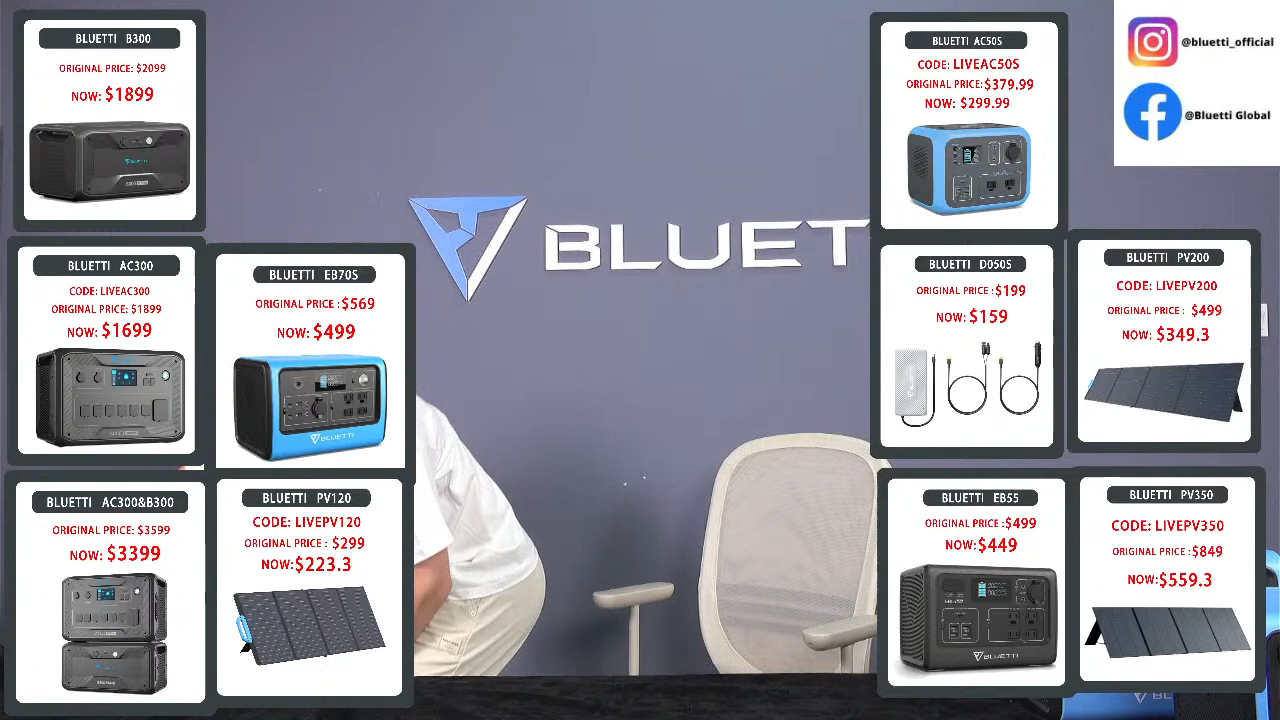 BLUETTI B300
ORIGINAL PRICE: $2099
NOW: $1899
BLUETTI AC300
CODE: LIVEAC300
ORIGINAL PRICE: $1899
NOW: $1699
BLUETTI EB70S
ORIGINAL PRICE : $569
NOW: $499
BLUETTI
BLUETTI AC300&B300
ORIGINAL PRICE: $3599
NOW: $3399
BLUETTI PV120
CODE: LIVEPV120
ORIGINAL PRICE : $299
NOW: $223.3
BLUETT
BLUETTI AC50S
CODE: LIVEAC50S
ORIGINAL PRICE: $379.99
NOW: $299.99
@bluetti_official
@Bluetti Global
BLUETTI D050S
ORIGINAL PRICE : $199
NOW: $159
BLUETTI PV200
CODE: LIVEPV200
ORIGINAL PRICE : $499
NOW: $349.3
BLUETTI EB55
ORIGINAL PRICE : $499
NOW: $449
BLUETTI
BLUETTI PV350
CODE: LIVEPV350
ORIGINAL PRICE : $849
NOW: $559.3
BL